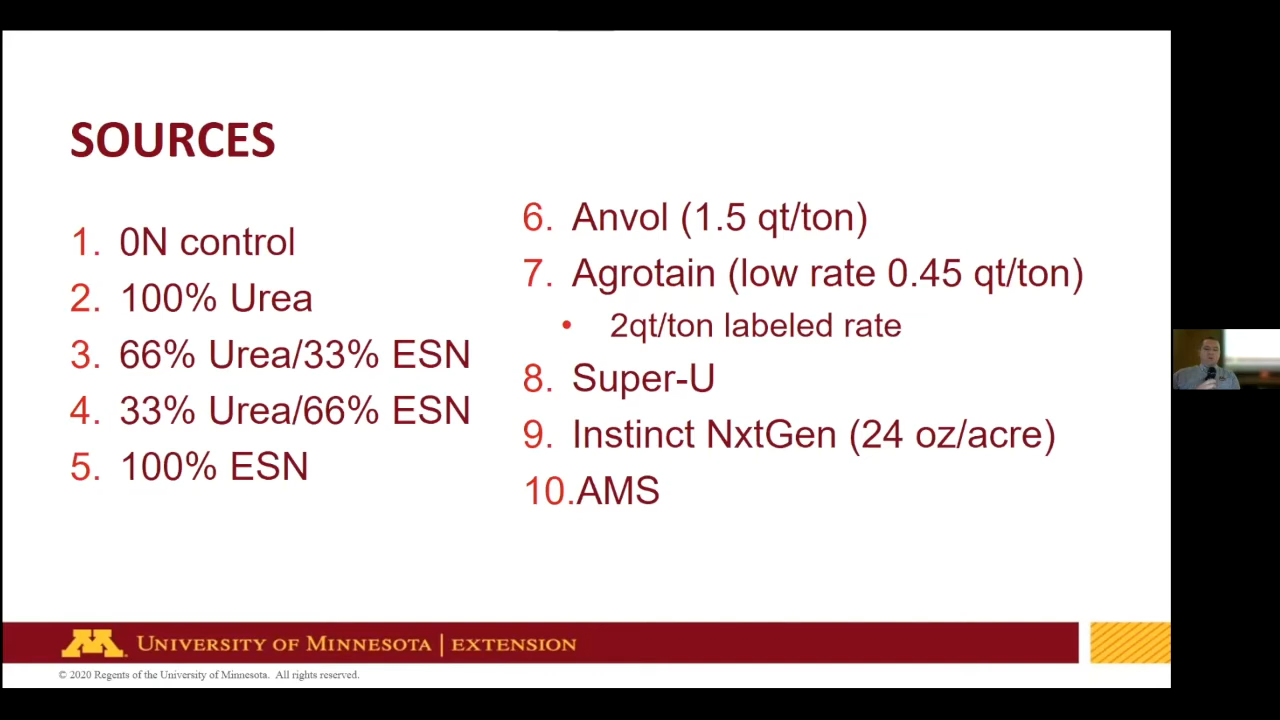 SOURCES
1. 0N control
2. 100% Urea
3. 66% Urea/33% ESN
4. 33% Urea/66% ESN
5. 100% ESN
6. Anvol (1.5 qt/ton)
7. Agrotain (low rate 0.45 qt/ton)
• 2qt/ton labeled rate
8. Super-U
9. Instinct NxtGen (24 oz/acre)
10.AMS
M UNIVERSITY OF MINNESOTA | EXTENSION
© 2020 Regents of the University of Minnesota. All rights reserved.